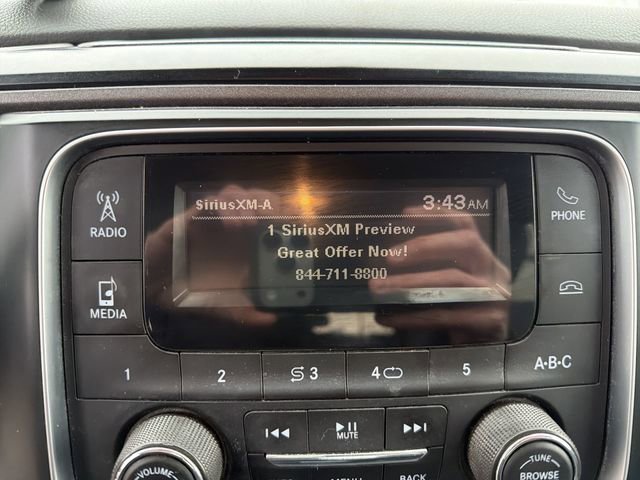 SiriusXM-A 3:43AM
1 SiriusXM Preview
Great Offer Now!
844-711-8800
RADIO
PHONE
MEDIA
1 2 3 4 5 A·B·C
MUTE
VOLUME
MENU
BACK
TUNE
BROWSE